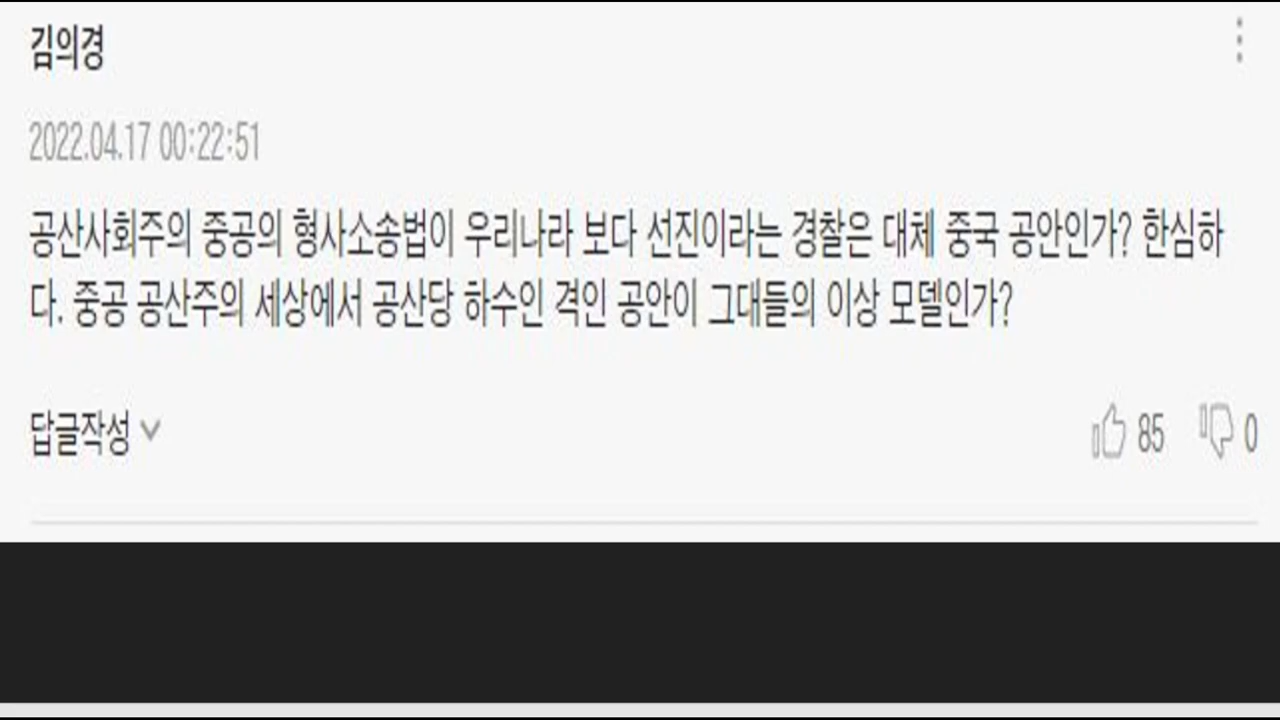 김의경
2022.04.17 00:22:51
공산사회주의 중공의 형사소송법이 우리나라 보다 선진이라는 경찰은 대체 중국 공안인가? 한심하
다. 중공 공산주의 세상에서 공산당 하수인 격인 공안이 그대들의 이상 모델인가?
답글작성
85 0